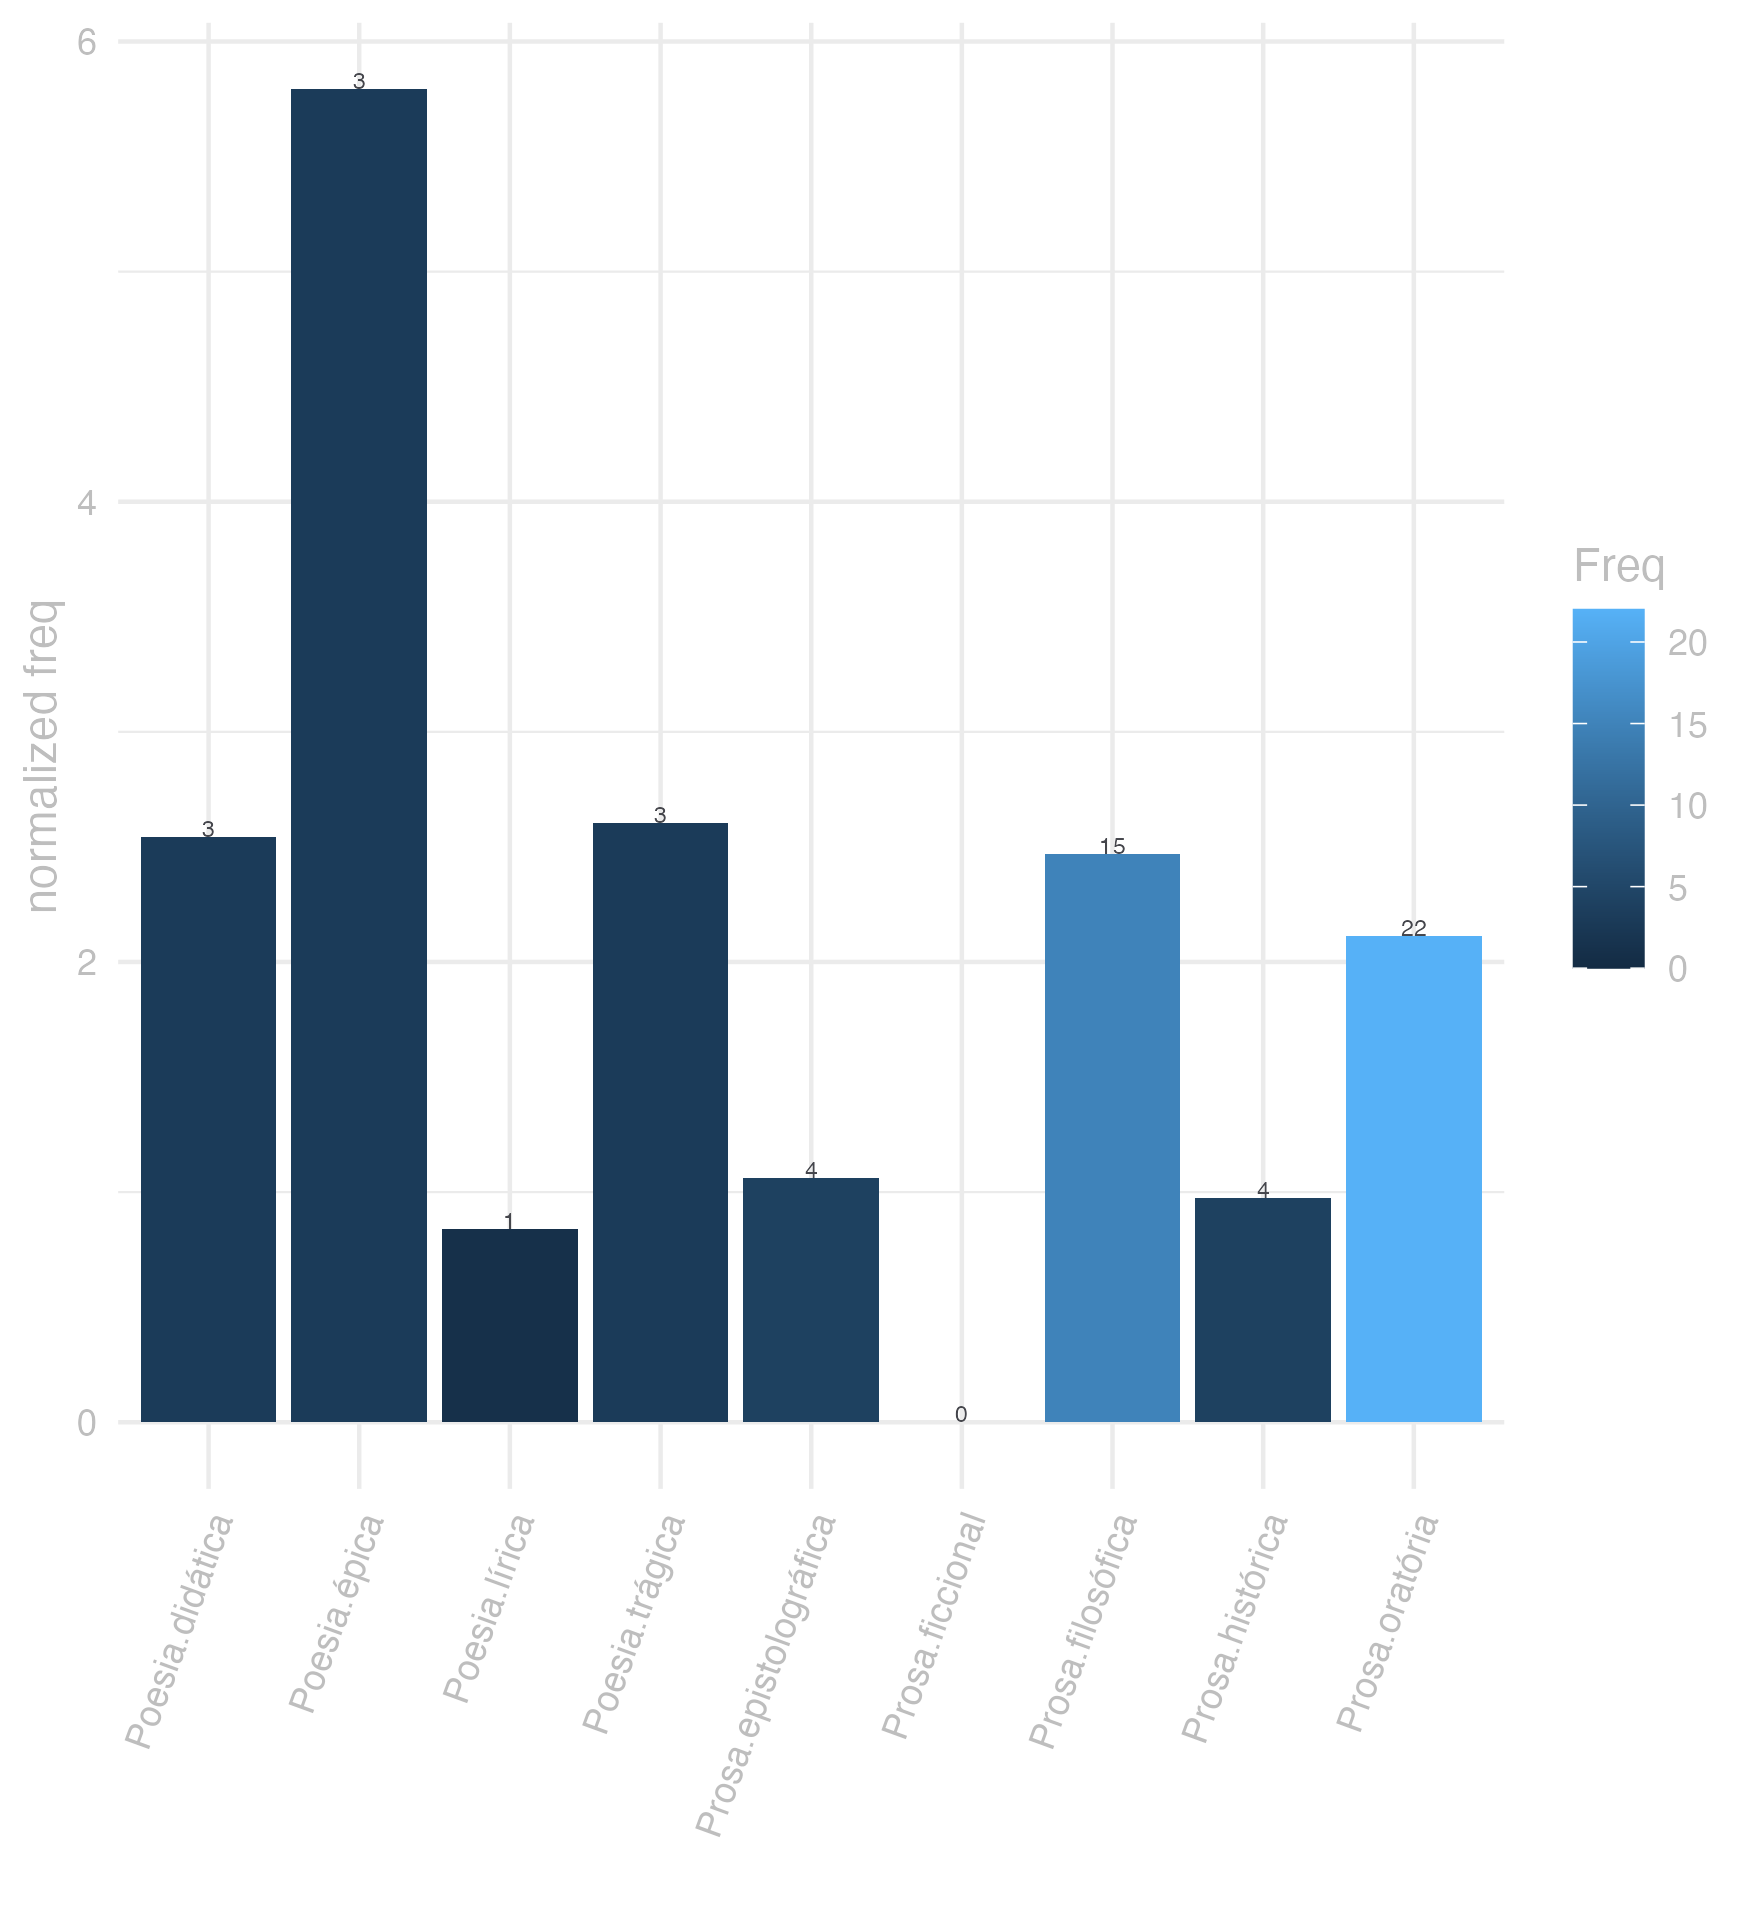 6
4
2
0
normalized freq
3
3
1
3
4
0
15
4
22
Poesia.didática
Poesia.épica
Poesia.lírica
Poesia.trágica
Prosa.epistolográfica
Prosa.ficcional
Prosa.filosófica
Prosa.histórica
Prosa.oratória
Freq
20
15
10
5
0